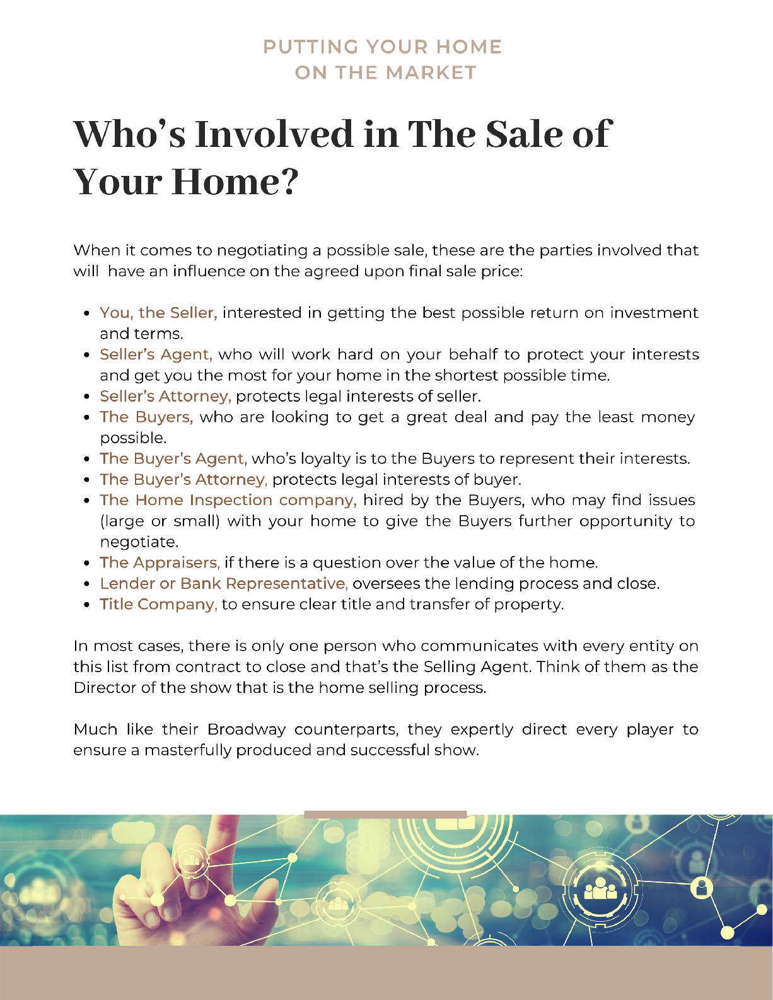 PUTTING YOUR HOME
ON THE MARKET
Who’s Involved in The Sale of
Your Home?
When it comes to negotiating a possible sale, these are the parties involved that
will have an influence on the agreed upon final sale price:
• You, the Seller, interested in getting the best possible return on investment
and terms.
• Seller’s Agent, who will work hard on your behalf to protect your interests
and get you the most for your home in the shortest possible time.
• Seller’s Attorney, protects legal interests of seller.
• The Buyers, who are looking to get a great deal and pay the least money
possible.
• The Buyer’s Agent, who’s loyalty is to the Buyers to represent their interests.
• The Buyer’s Attorney, protects legal interests of buyer.
• The Home Inspection company, hired by the Buyers, who may find issues
(large or small) with your home to give the Buyers further opportunity to
negotiate.
• The Appraisers, if there is a question over the value of the home.
• Lender or Bank Representative, oversees the lending process and close.
• Title Company, to ensure clear title and transfer of property.
In most cases, there is only one person who communicates with every entity on
this list from contract to close and that’s the Selling Agent. Think of them as the
Director of the show that is the home selling process.
Much like their Broadway counterparts, they expertly direct every player to
ensure a masterfully produced and successful show.